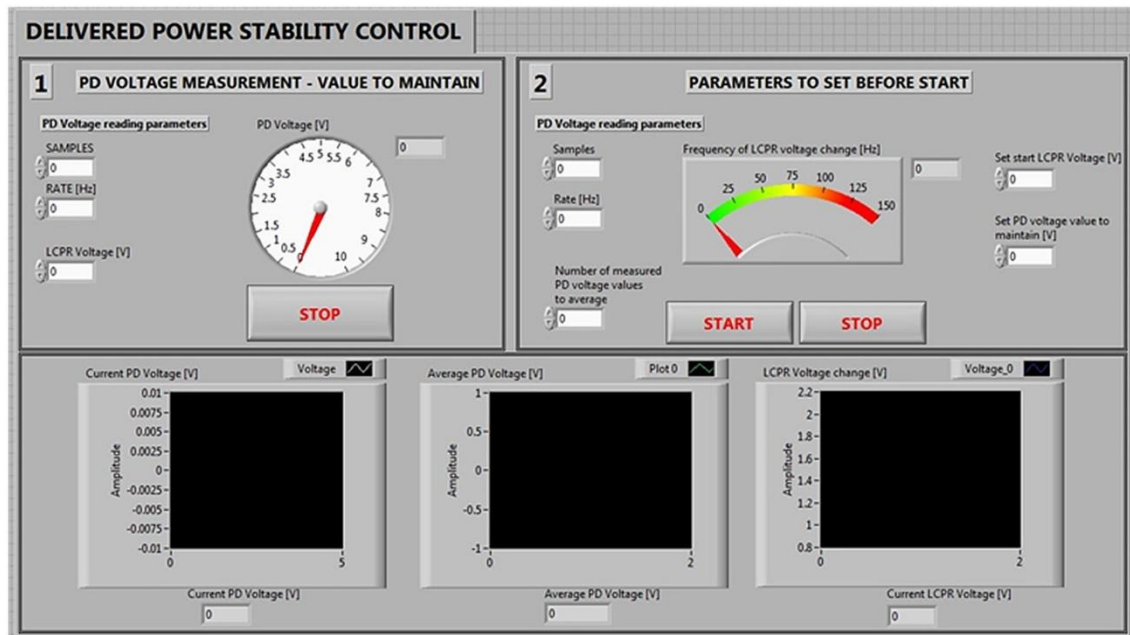 DELIVERED POWER STABILITY CONTROL
1 PD VOLTAGE MEASUREMENT - VALUE TO MAINTAIN
PD Voltage reading parameters
SAMPLES
0
RATE [Hz]
0
LCPR Voltage [V]
0
PD Voltage [V]
0
0 0.5 1 1.5 2 2.5 3 3.5 4 4.5 5 5.5 6 7 7.5 8 9 10
STOP
2 PARAMETERS TO SET BEFORE START
PD Voltage reading parameters
Samples
0
Rate [Hz]
0
Number of measured
PD voltage values
to average
0
Frequency of LCPR voltage change [Hz]
0
0 25 50 75 100 125 150
START STOP
Set start LCPR Voltage [V]
0
Set PD voltage value to
maintain [V]
0
Current PD Voltage [V] Voltage
Amplitude
0.01
0.0075
0.005
0.0025
0
-0.0025
-0.005
-0.0075
-0.01
0 5
Current PD Voltage [V]
0
Average PD Voltage [V] Plot 0
Amplitude
1
0.5
0
-0.5
-1
0 2
Average PD Voltage [V]
0
LCPR Voltage change [V] Voltage_0
Amplitude
2.2
2
1.8
1.6
1.4
1.2
1
0.8
0 2
Current LCPR Voltage [V]
0